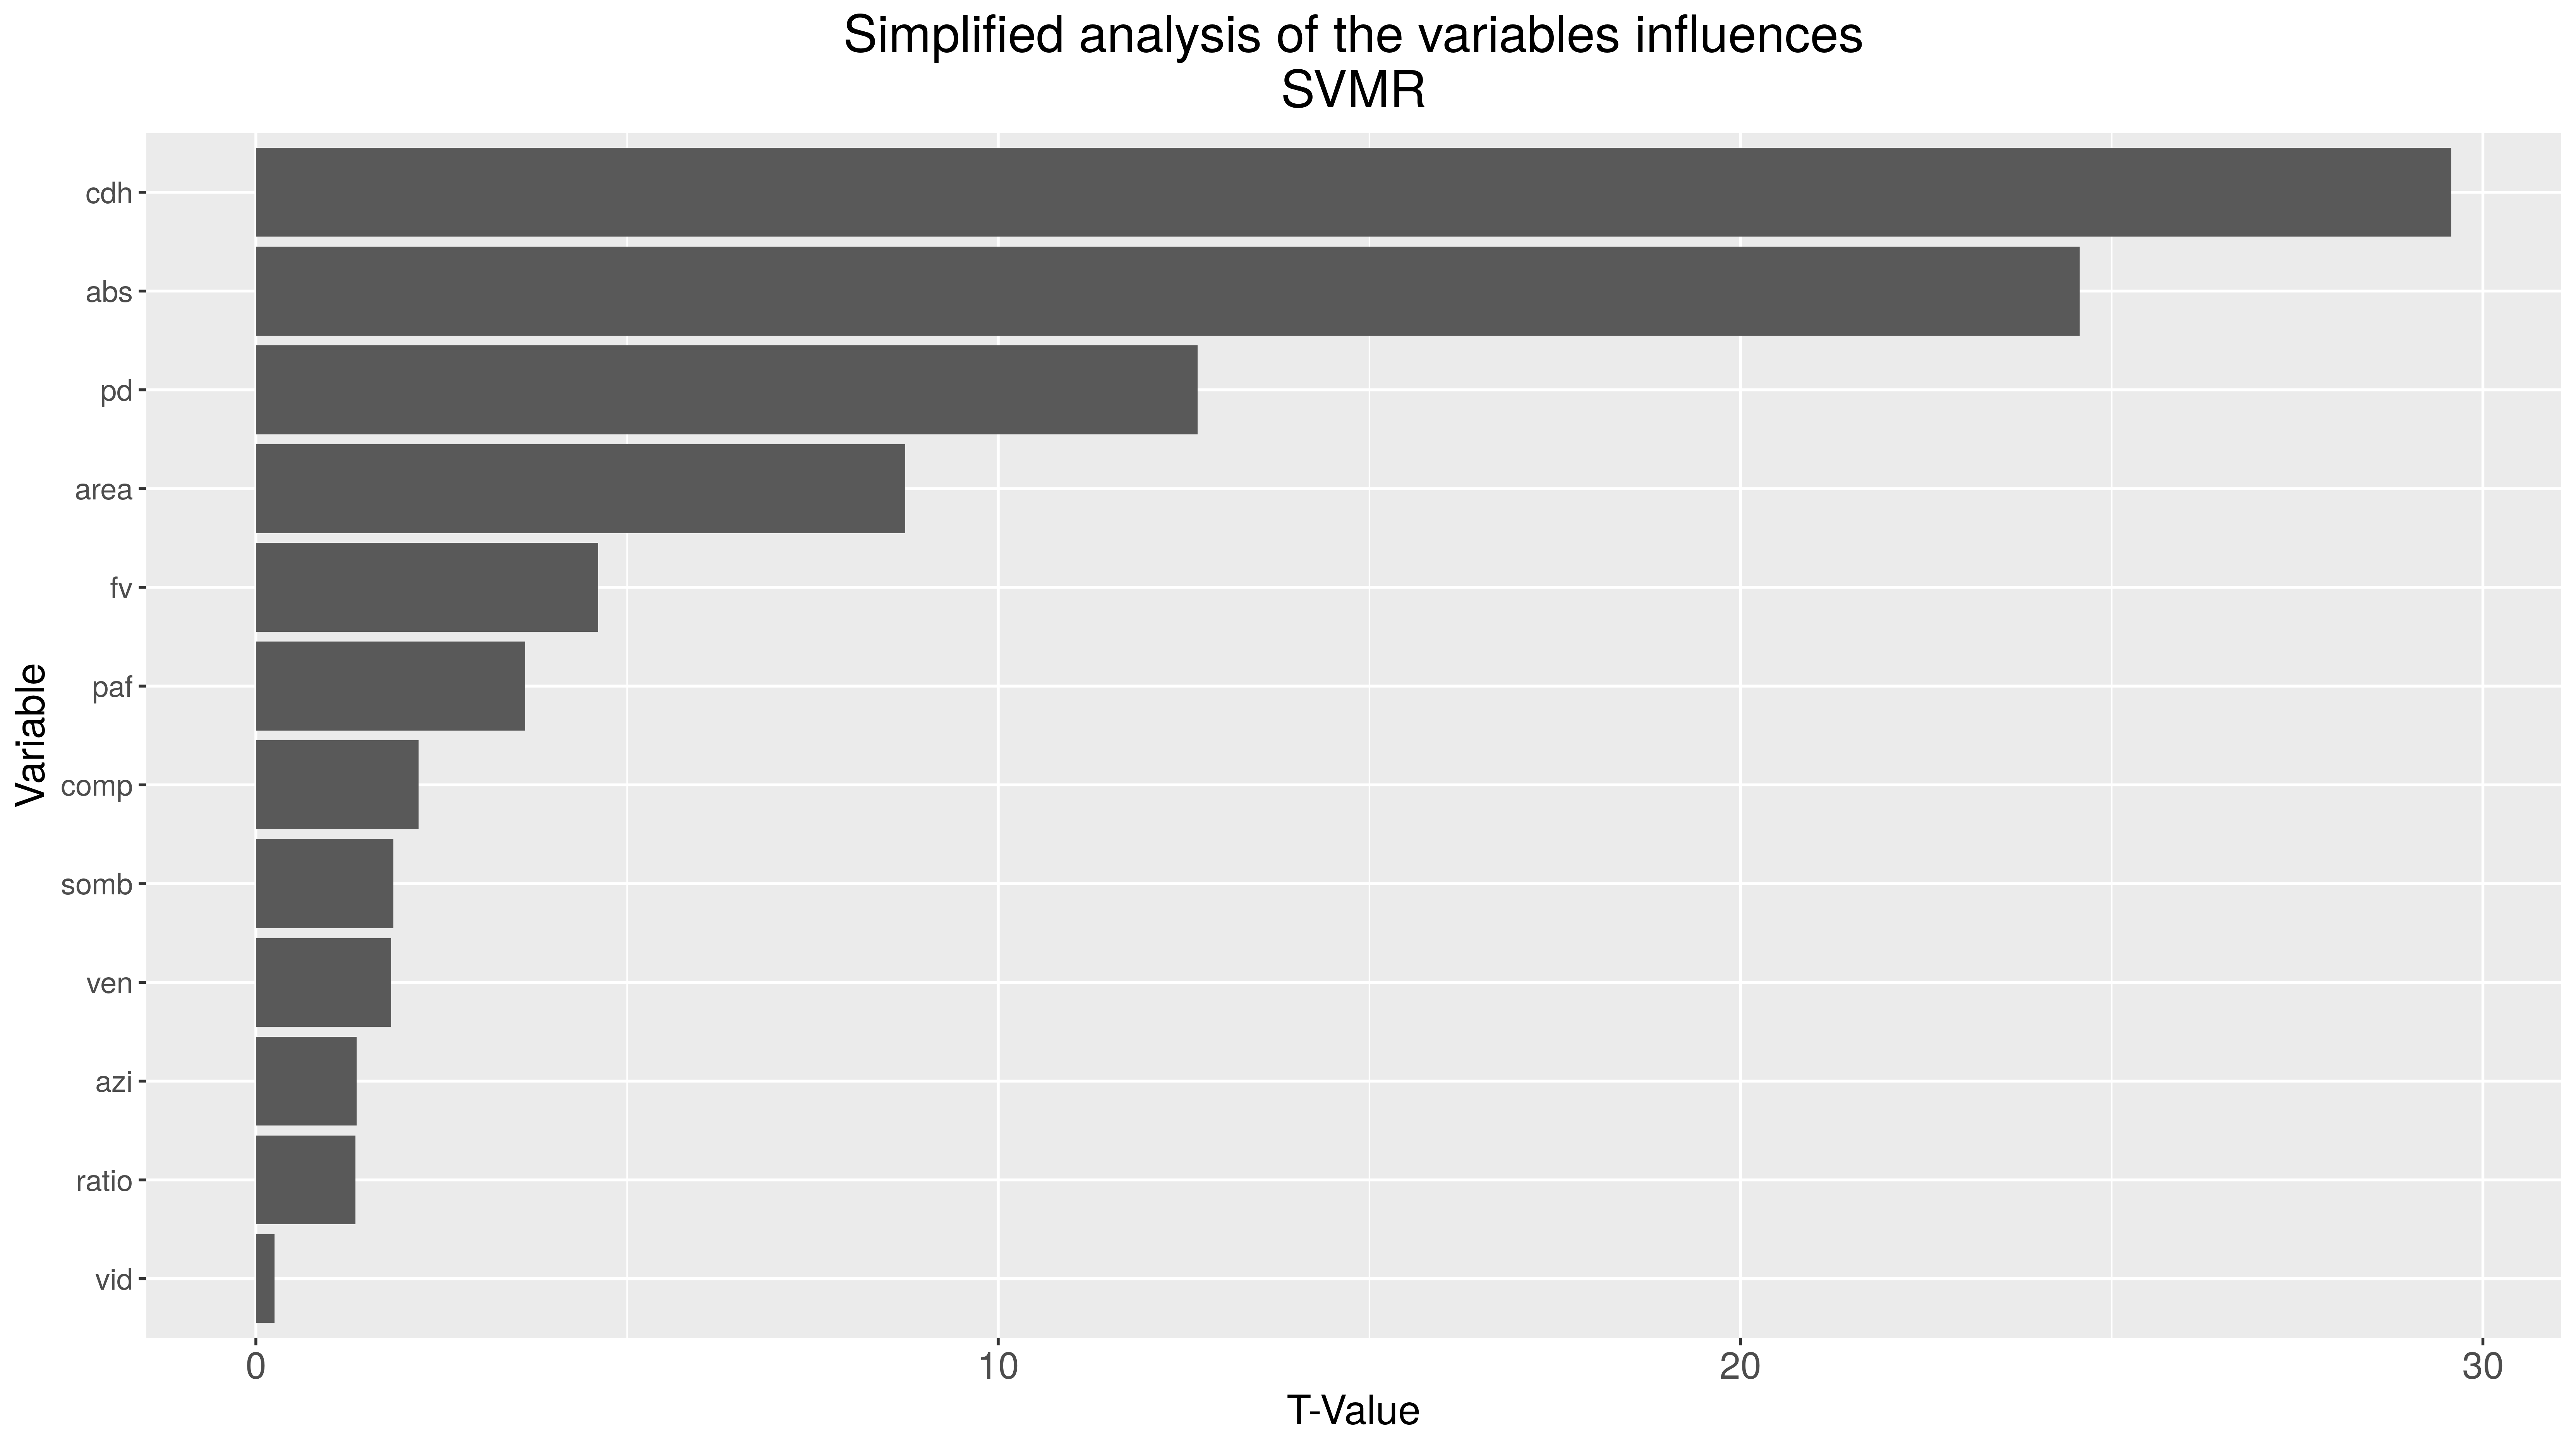 Simplified analysis of the variables influences
SVMR
Variable
cdh
abs
pd
area
fv
paf
comp
somb
ven
azi
ratio
vid
0 10 20 30
T-Value